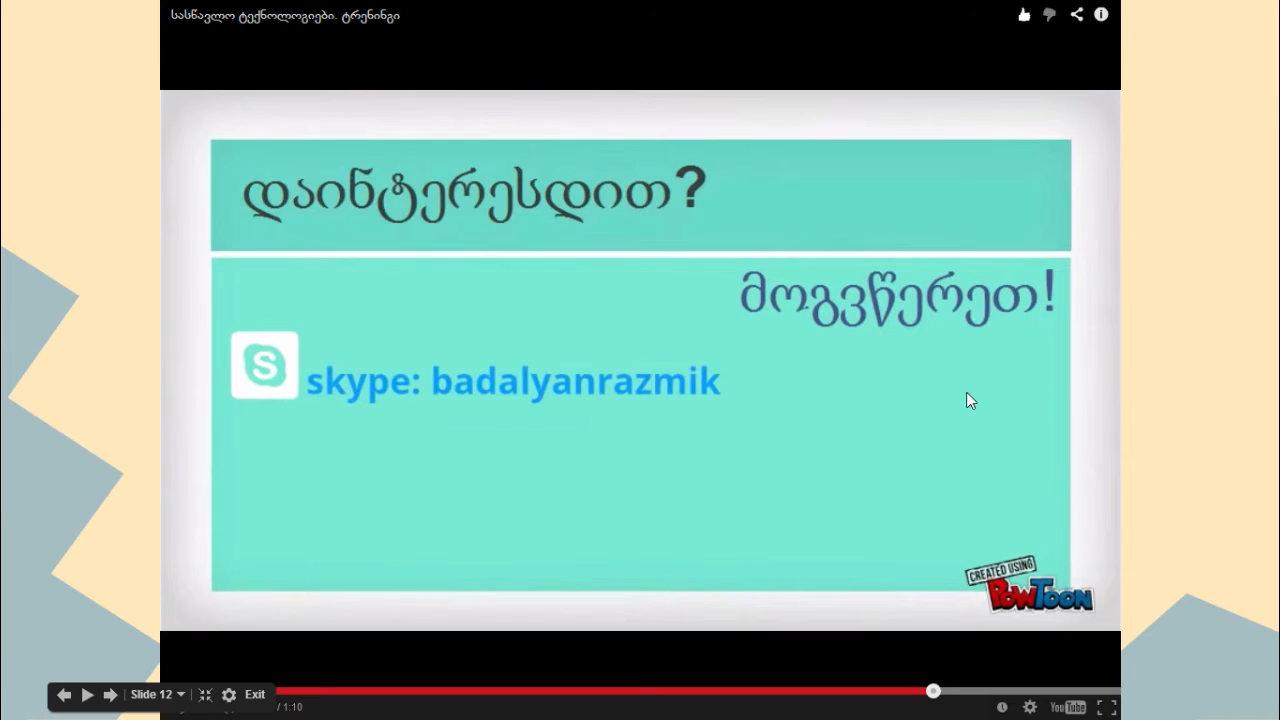 სასწავლო ტექნოლოგიები. ტრენინგი
დაინტერესდით?
მოგვწერეთ!
S
skype: badalyanrazmik
CREATED USING
POWTOON
Slide 12
Exit
/ 1:10
YouTube